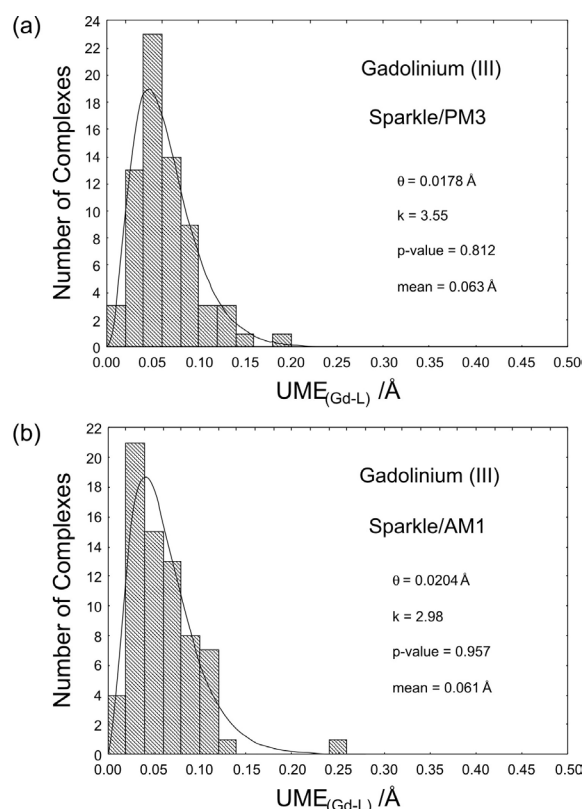 (a)
24
22
20
18
16
14
12
10
8
6
4
2
0
Number of Complexes
Gadolinium (III)
Sparkle/PM3
θ = 0.0178 Å
k = 3.55
p-value = 0.812
mean = 0.063 Å
0.00 0.05 0.10 0.15 0.20 0.25 0.30 0.35 0.40 0.45 0.50
UME(Gd-L) /Å
(b)
22
20
18
16
14
12
10
8
6
4
2
0
Number of Complexes
Gadolinium (III)
Sparkle/AM1
θ = 0.0204 Å
k = 2.98
p-value = 0.957
mean = 0.061 Å
0.00 0.05 0.10 0.15 0.20 0.25 0.30 0.35 0.40 0.45 0.50
UME(Gd-L) /Å